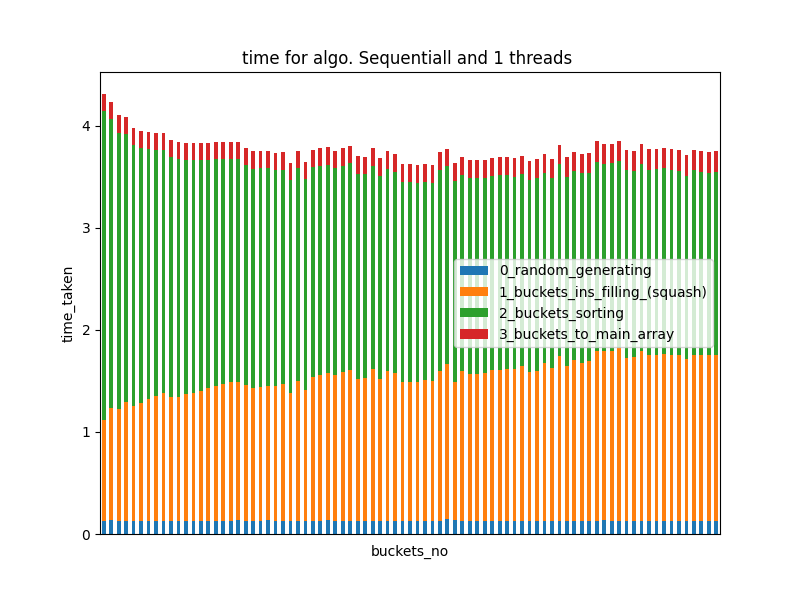 time for algo. Sequentiall and 1 threads
4
3
2
1
0
time_taken
0_random_generating
1_buckets_ins_filling_(squash)
2_buckets_sorting
3_buckets_to_main_array
buckets_no